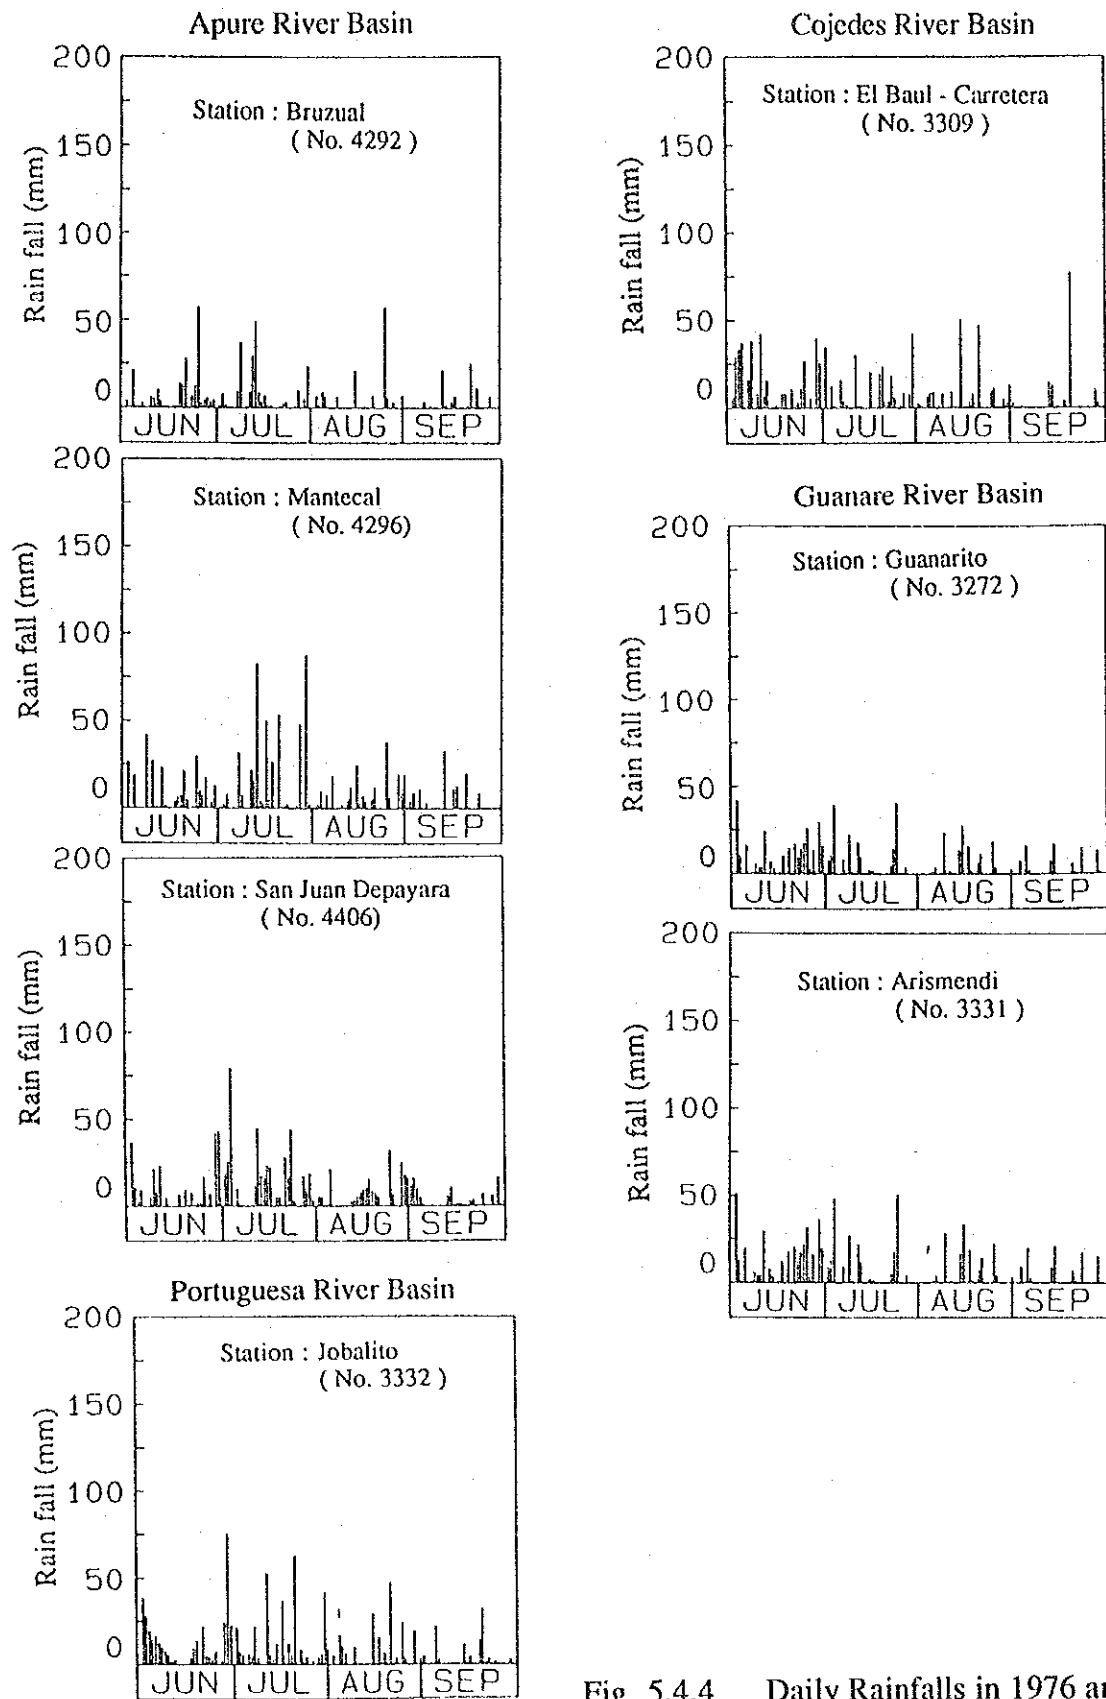 Apure River Basin
200
150
100
50
0
Rain fall (mm)
Station : Bruzual
( No. 4292 )
JUN JUL AUG SEP
200
150
100
50
0
Rain fall (mm)
Station : Mantecal
( No. 4296)
JUN JUL AUG SEP
200
150
100
50
0
Rain fall (mm)
Station : San Juan Depayara
( No. 4406)
JUN JUL AUG SEP
Portuguesa River Basin
200
150
100
50
0
Rain fall (mm)
Station : Jobalito
( No. 3332 )
JUN JUL AUG SEP
Cojedes River Basin
200
150
100
50
0
Rain fall (mm)
Station : El Baul - Carretera
( No. 3309 )
JUN JUL AUG SEP
Guanare River Basin
200
150
100
50
0
Rain fall (mm)
Station : Guanarito
( No. 3272 )
JUN JUL AUG SEP
200
150
100
50
0
Rain fall (mm)
Station : Arismendi
( No. 3331 )
JUN JUL AUG SEP
Fig. 5.4.4 Daily Rainfalls in 1976 an